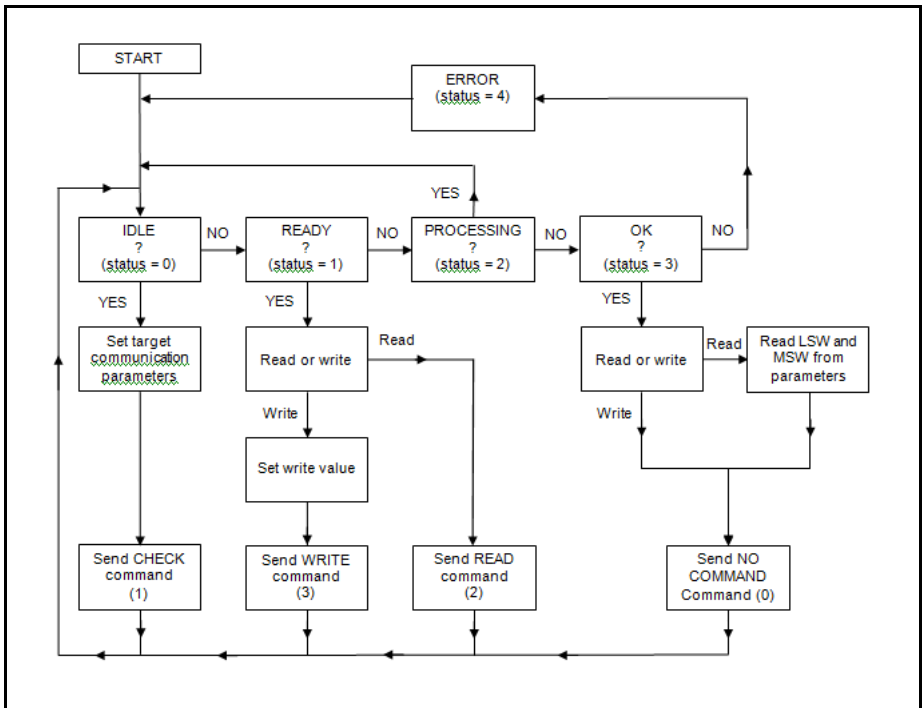 START
ERROR
(status = 4)
YES
IDLE
?
(status = 0)
NO
READY
?
(status = 1)
NO
PROCESSING
?
(status = 2)
NO
OK
?
(status = 3)
NO
YES
YES
YES
Set target
communication
parameters
Read or write
Read
Read or write
Read
Read LSW and
MSW from
parameters
Write
Write
Set write value
Send CHECK
command
(1)
Send WRITE
command
(3)
Send READ
command
(2)
Send NO
COMMAND
Command (0)